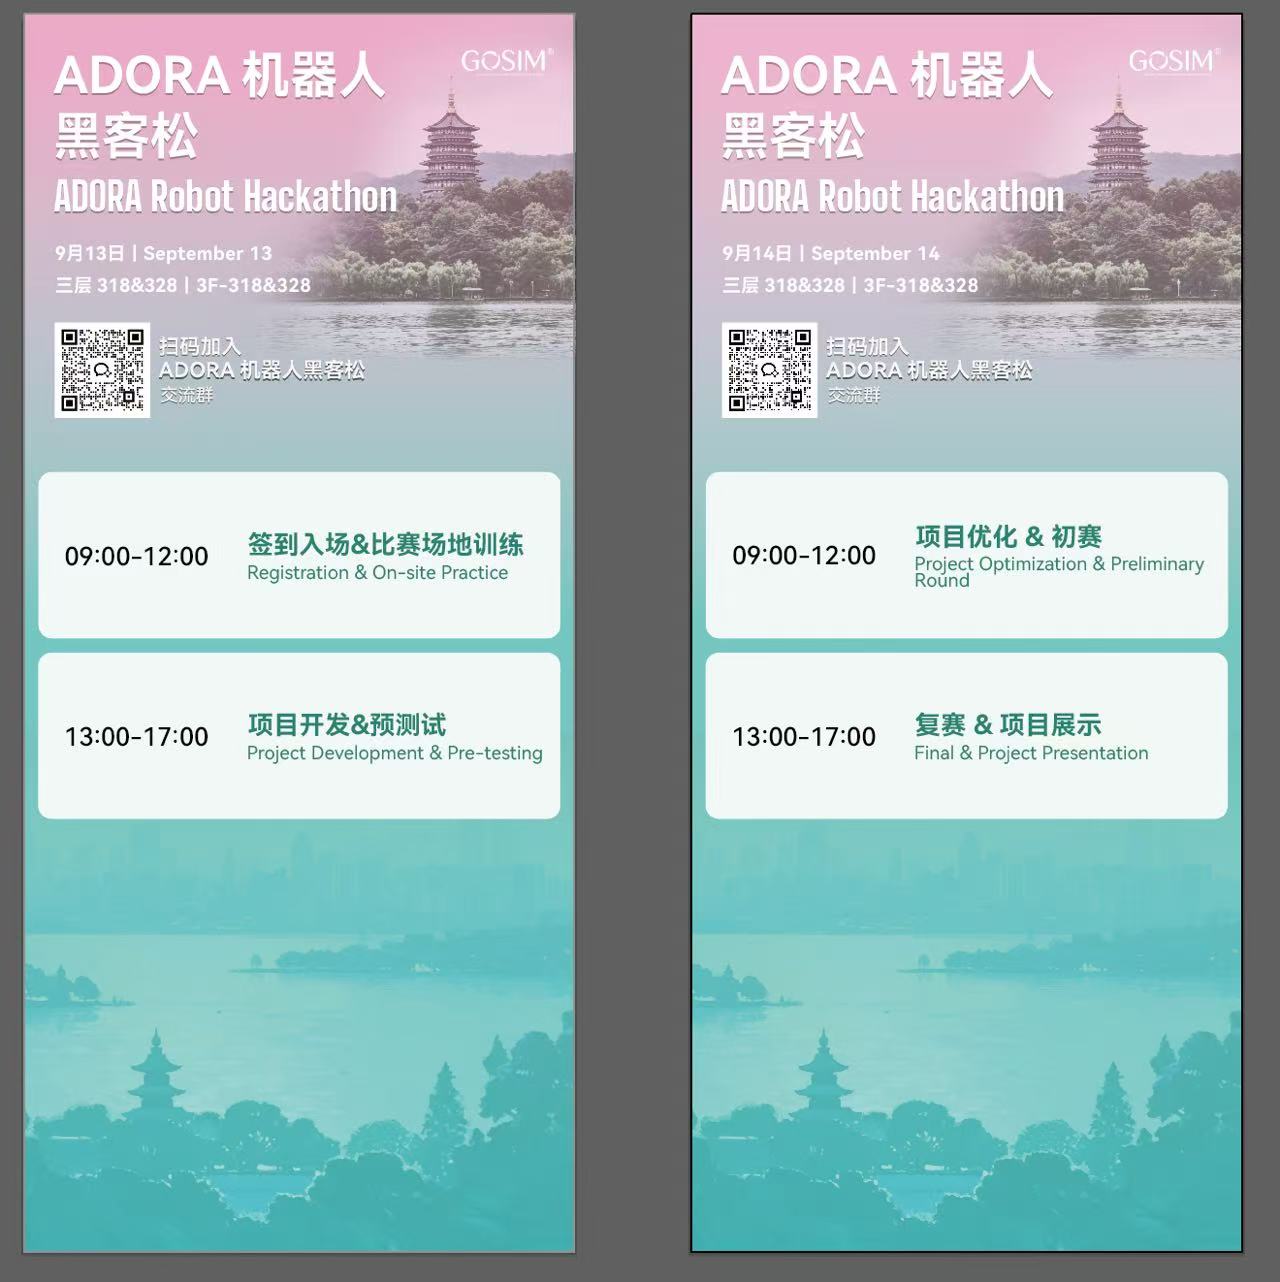 GOSIM®
ADORA 机器人
黑客松
ADORA Robot Hackathon
9月13日 | September 13
三层 318&328 | 3F-318&328
扫码加入
ADORA 机器人黑客松
交流群
09:00-12:00
签到入场&比赛场地训练
Registration & On-site Practice
13:00-17:00
项目开发&预测试
Project Development & Pre-testing
GOSIM®
ADORA 机器人
黑客松
ADORA Robot Hackathon
9月14日 | September 14
三层 318&328 | 3F-318&328
扫码加入
ADORA 机器人黑客松
交流群
09:00-12:00
项目优化 & 初赛
Project Optimization & Preliminary
Round
13:00-17:00
复赛 & 项目展示
Final & Project Presentation